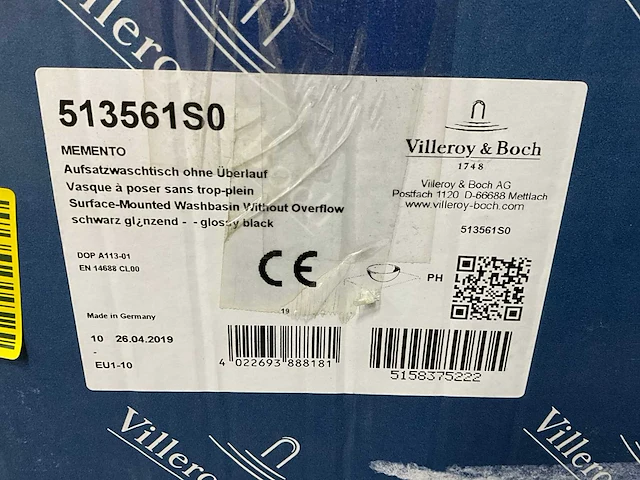 Villeroy
513561S0
MEMENTO
Aufsatzwaschtisch ohne Überlauf
Vasque à poser sans trop-plein
Surface-Mounted Washbasin Without Overflow
schwarz gl¿nzend - - glossy black
DOP A113-01
EN 14688 CL00
CE
19
Made in Germany
10 26.04.2019
-
EU1-10
4 022693 888181
Villeroy & Boch
1748
Villeroy & Boch AG
Postfach 1120 D-66688 Mettlach
www.villeroy-boch.com
513561S0
PH
5158375222
Villeroy
Villeroy